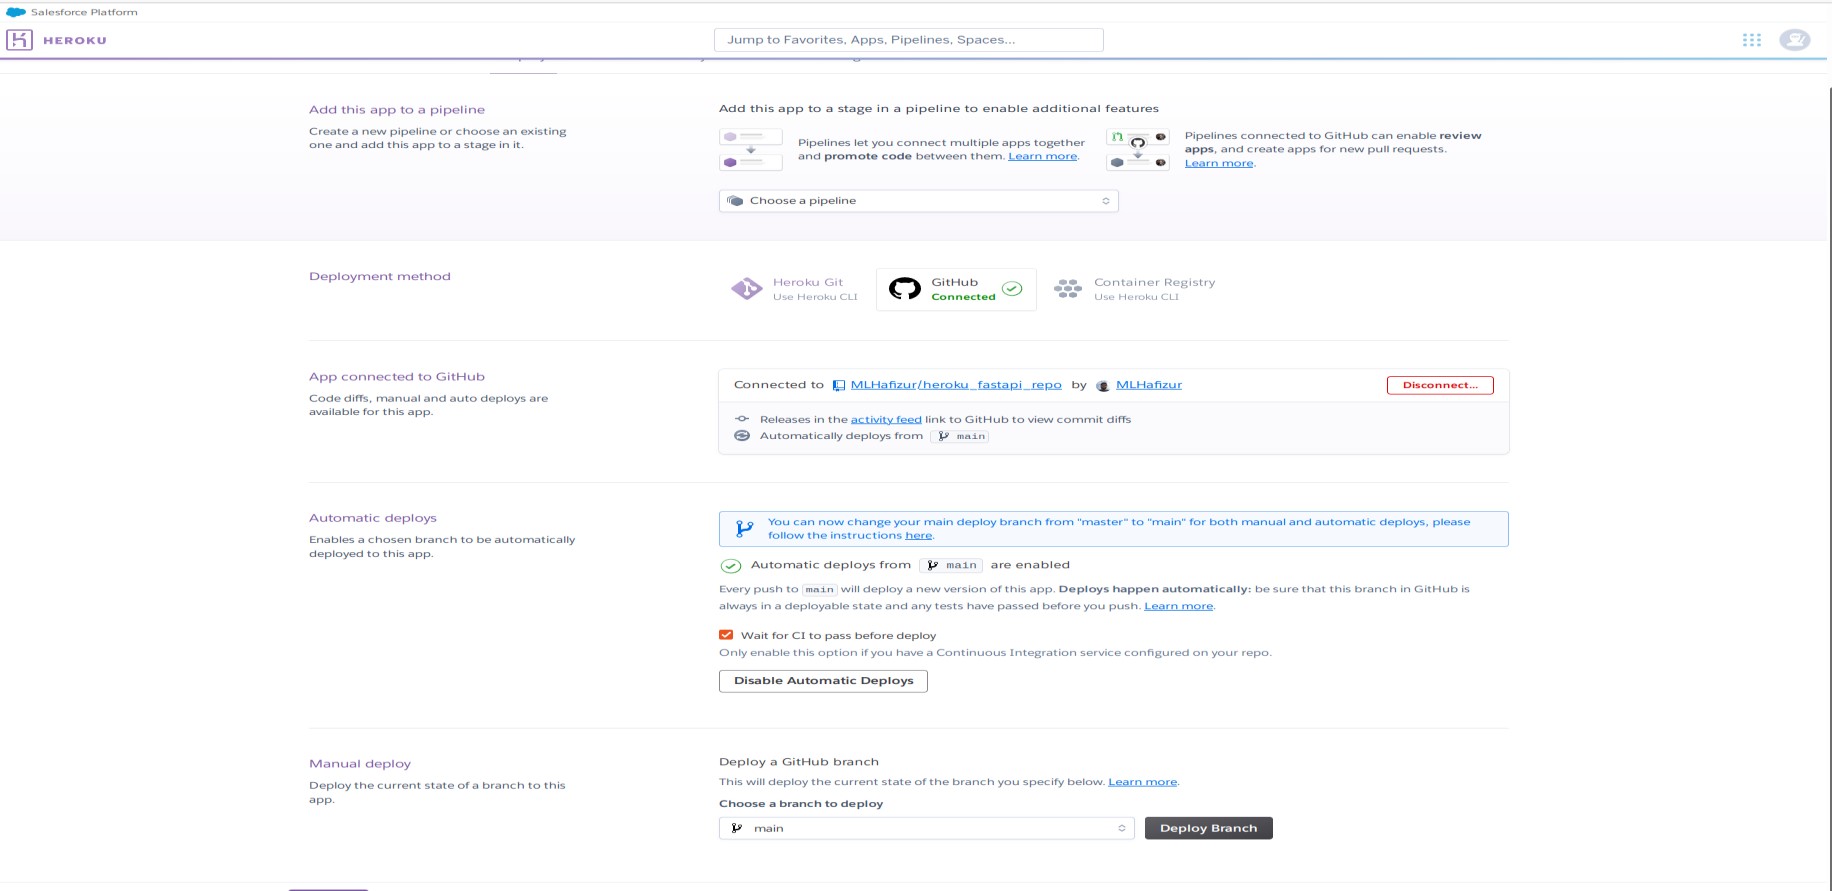 Salesforce Platform
HEROKU
Jump to Favorites, Apps, Pipelines, Spaces...
Add this app to a pipeline
Create a new pipeline or choose an existing
one and add this app to a stage in it.
Add this app to a stage in a pipeline to enable additional features
Pipelines let you connect multiple apps together
and promote code between them. Learn more.
Pipelines connected to GitHub can enable review
apps, and create apps for new pull requests.
Learn more.
Choose a pipeline
Deployment method
Heroku Git
Use Heroku CLI
GitHub
Connected
Container Registry
Use Heroku CLI
App connected to GitHub
Code diffs, manual and auto deploys are
available for this app.
Connected to MLHafizur/heroku_fastapi_repo by MLHafizur
Disconnect...
Releases in the activity feed link to GitHub to view commit diffs
Automatically deploys from main
Automatic deploys
Enables a chosen branch to be automatically
deployed to this app.
You can now change your main deploy branch from "master" to "main" for both manual and automatic deploys, please
follow the instructions here.
Automatic deploys from main are enabled
Every push to main will deploy a new version of this app. Deploys happen automatically: be sure that this branch in GitHub is
always in a deployable state and any tests have passed before you push. Learn more.
Wait for CI to pass before deploy
Only enable this option if you have a Continuous Integration service configured on your repo.
Disable Automatic Deploys
Manual deploy
Deploy the current state of a branch to this
app.
Deploy a GitHub branch
This will deploy the current state of the branch you specify below. Learn more.
Choose a branch to deploy
main
Deploy Branch